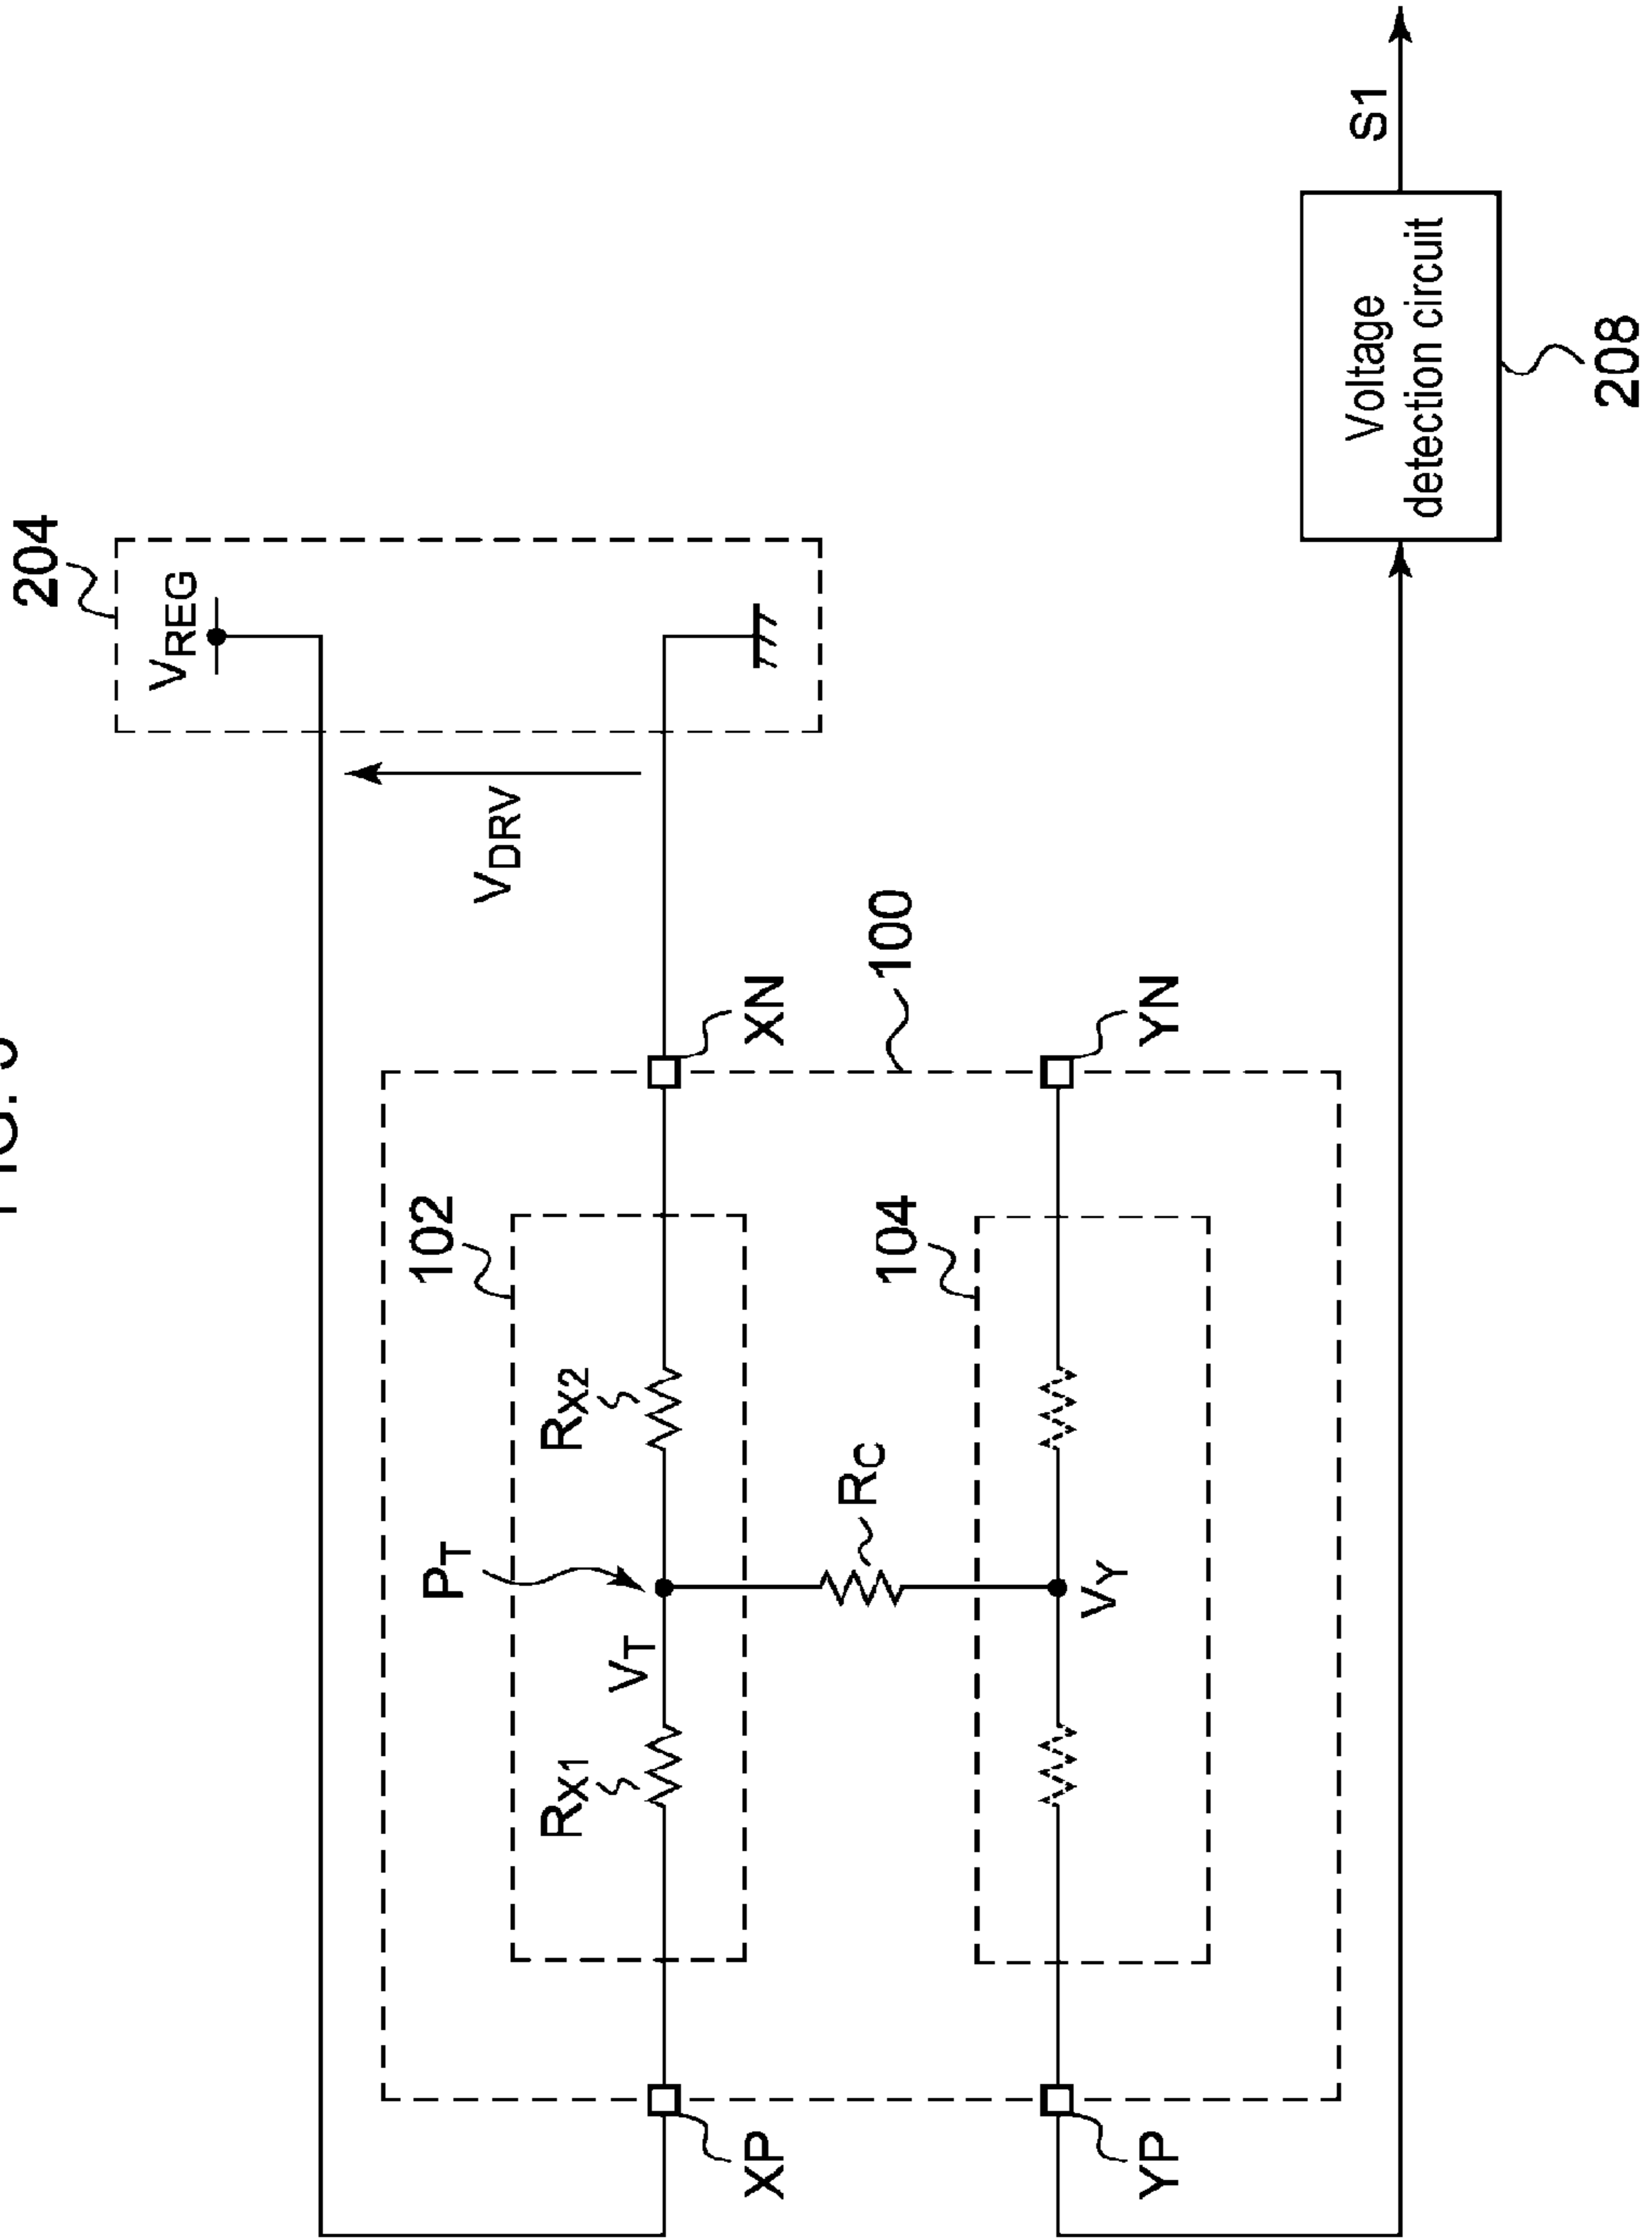 204
VREG
VDRV
102
PT
VT
RX1
RX2
RC
100
XP
XN
104
VY
YP
YN
Voltage
detection circuit
S1
208